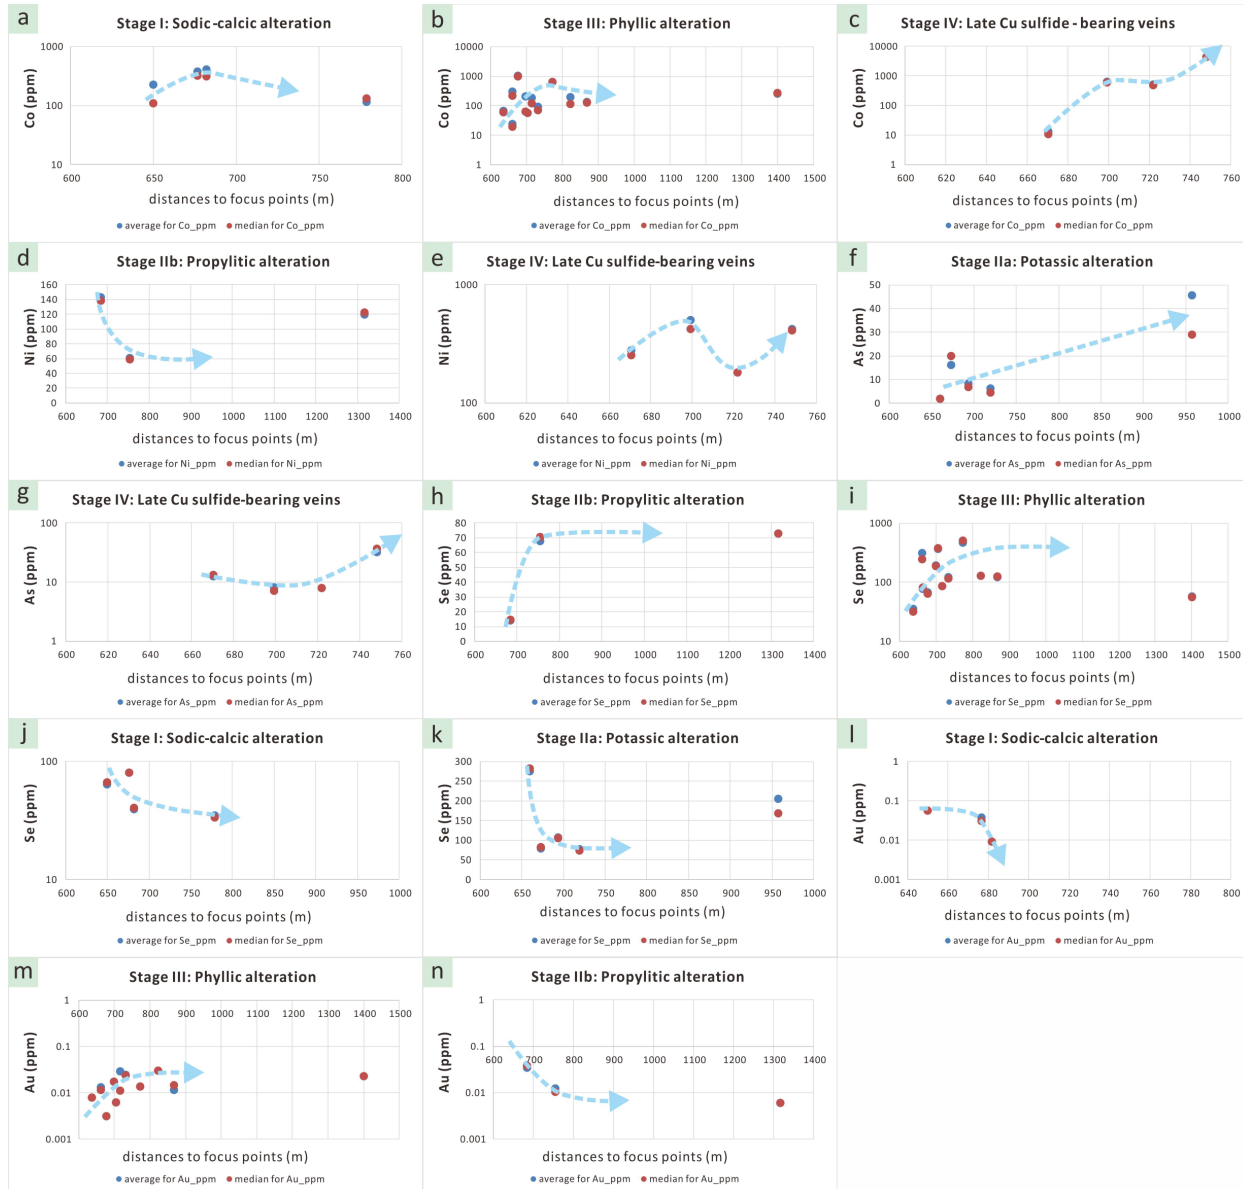 a
Stage I: Sodic-calcic alteration
Co (ppm)
1000
100
10
600 650 700 750 800
distances to focus points (m)
average for Co_ppm median for Co_ppm
b
Stage III: Phyllic alteration
Co (ppm)
10000
1000
100
10
1
600 700 800 900 1000 1100 1200 1300 1400 1500
distances to focus points (m)
average for Co_ppm median for Co_ppm
c
Stage IV: Late Cu sulfide - bearing veins
Co (ppm)
10000
1000
100
10
1
600 620 640 660 680 700 720 740 760
distances to focus points (m)
average for Co_ppm median for Co_ppm
d
Stage IIb: Propylitic alteration
Ni (ppm)
160
140
120
100
80
60
40
20
0
600 700 800 900 1000 1100 1200 1300 1400
distances to focus points (m)
average for Ni_ppm median for Ni_ppm
e
Stage IV: Late Cu sulfide-bearing veins
Ni (ppm)
1000
100
600 620 640 660 680 700 720 740 760
distances to focus points (m)
average for Ni_ppm median for Ni_ppm
f
Stage IIa: Potassic alteration
As (ppm)
50
40
30
20
10
0
600 650 700 750 800 850 900 950 1000
distances to focus points (m)
average for As_ppm median for As_ppm
g
Stage IV: Late Cu sulfide-bearing veins
As (ppm)
100
10
1
600 620 640 660 680 700 720 740 760
distances to focus points (m)
average for As_ppm median for As_ppm
h
Stage IIb: Propylitic alteration
Se (ppm)
80
70
60
50
40
30
20
10
0
600 700 800 900 1000 1100 1200 1300 1400
distances to focus points (m)
average for Se_ppm median for Se_ppm
i
Stage III: Phyllic alteration
Se (ppm)
1000
100
10
600 700 800 900 1000 1100 1200 1300 1400 1500
distances to focus points (m)
average for Se_ppm median for Se_ppm
j
Stage I: Sodic-calcic alteration
Se (ppm)
100
10
600 650 700 750 800 850 900 950 1000
distances to focus points (m)
average for Se_ppm median for Se_ppm
k
Stage IIa: Potassic alteration
Se (ppm)
300
250
200
150
100
50
0
600 650 700 750 800 850 900 950 1000
distances to focus points (m)
average for Se_ppm median for Se_ppm
l
Stage I: Sodic-calcic alteration
Au (ppm)
1
0.1
0.01
0.001
640 660 680 700 720 740 760 780 800
distances to focus points (m)
average for Au_ppm median for Au_ppm
m
Stage III: Phyllic alteration
600 700 800 900 1000 1100 1200 1300 1400 1500
Au (ppm)
1
0.1
0.01
0.001
distances to focus points (m)
average for Au_ppm median for Au_ppm
n
Stage IIb: Propylitic alteration
Au (ppm)
1
0.1
0.01
0.001
600 700 800 900 1000 1100 1200 1300 1400
distances to focus points (m)
average for Au_ppm median for Au_ppm